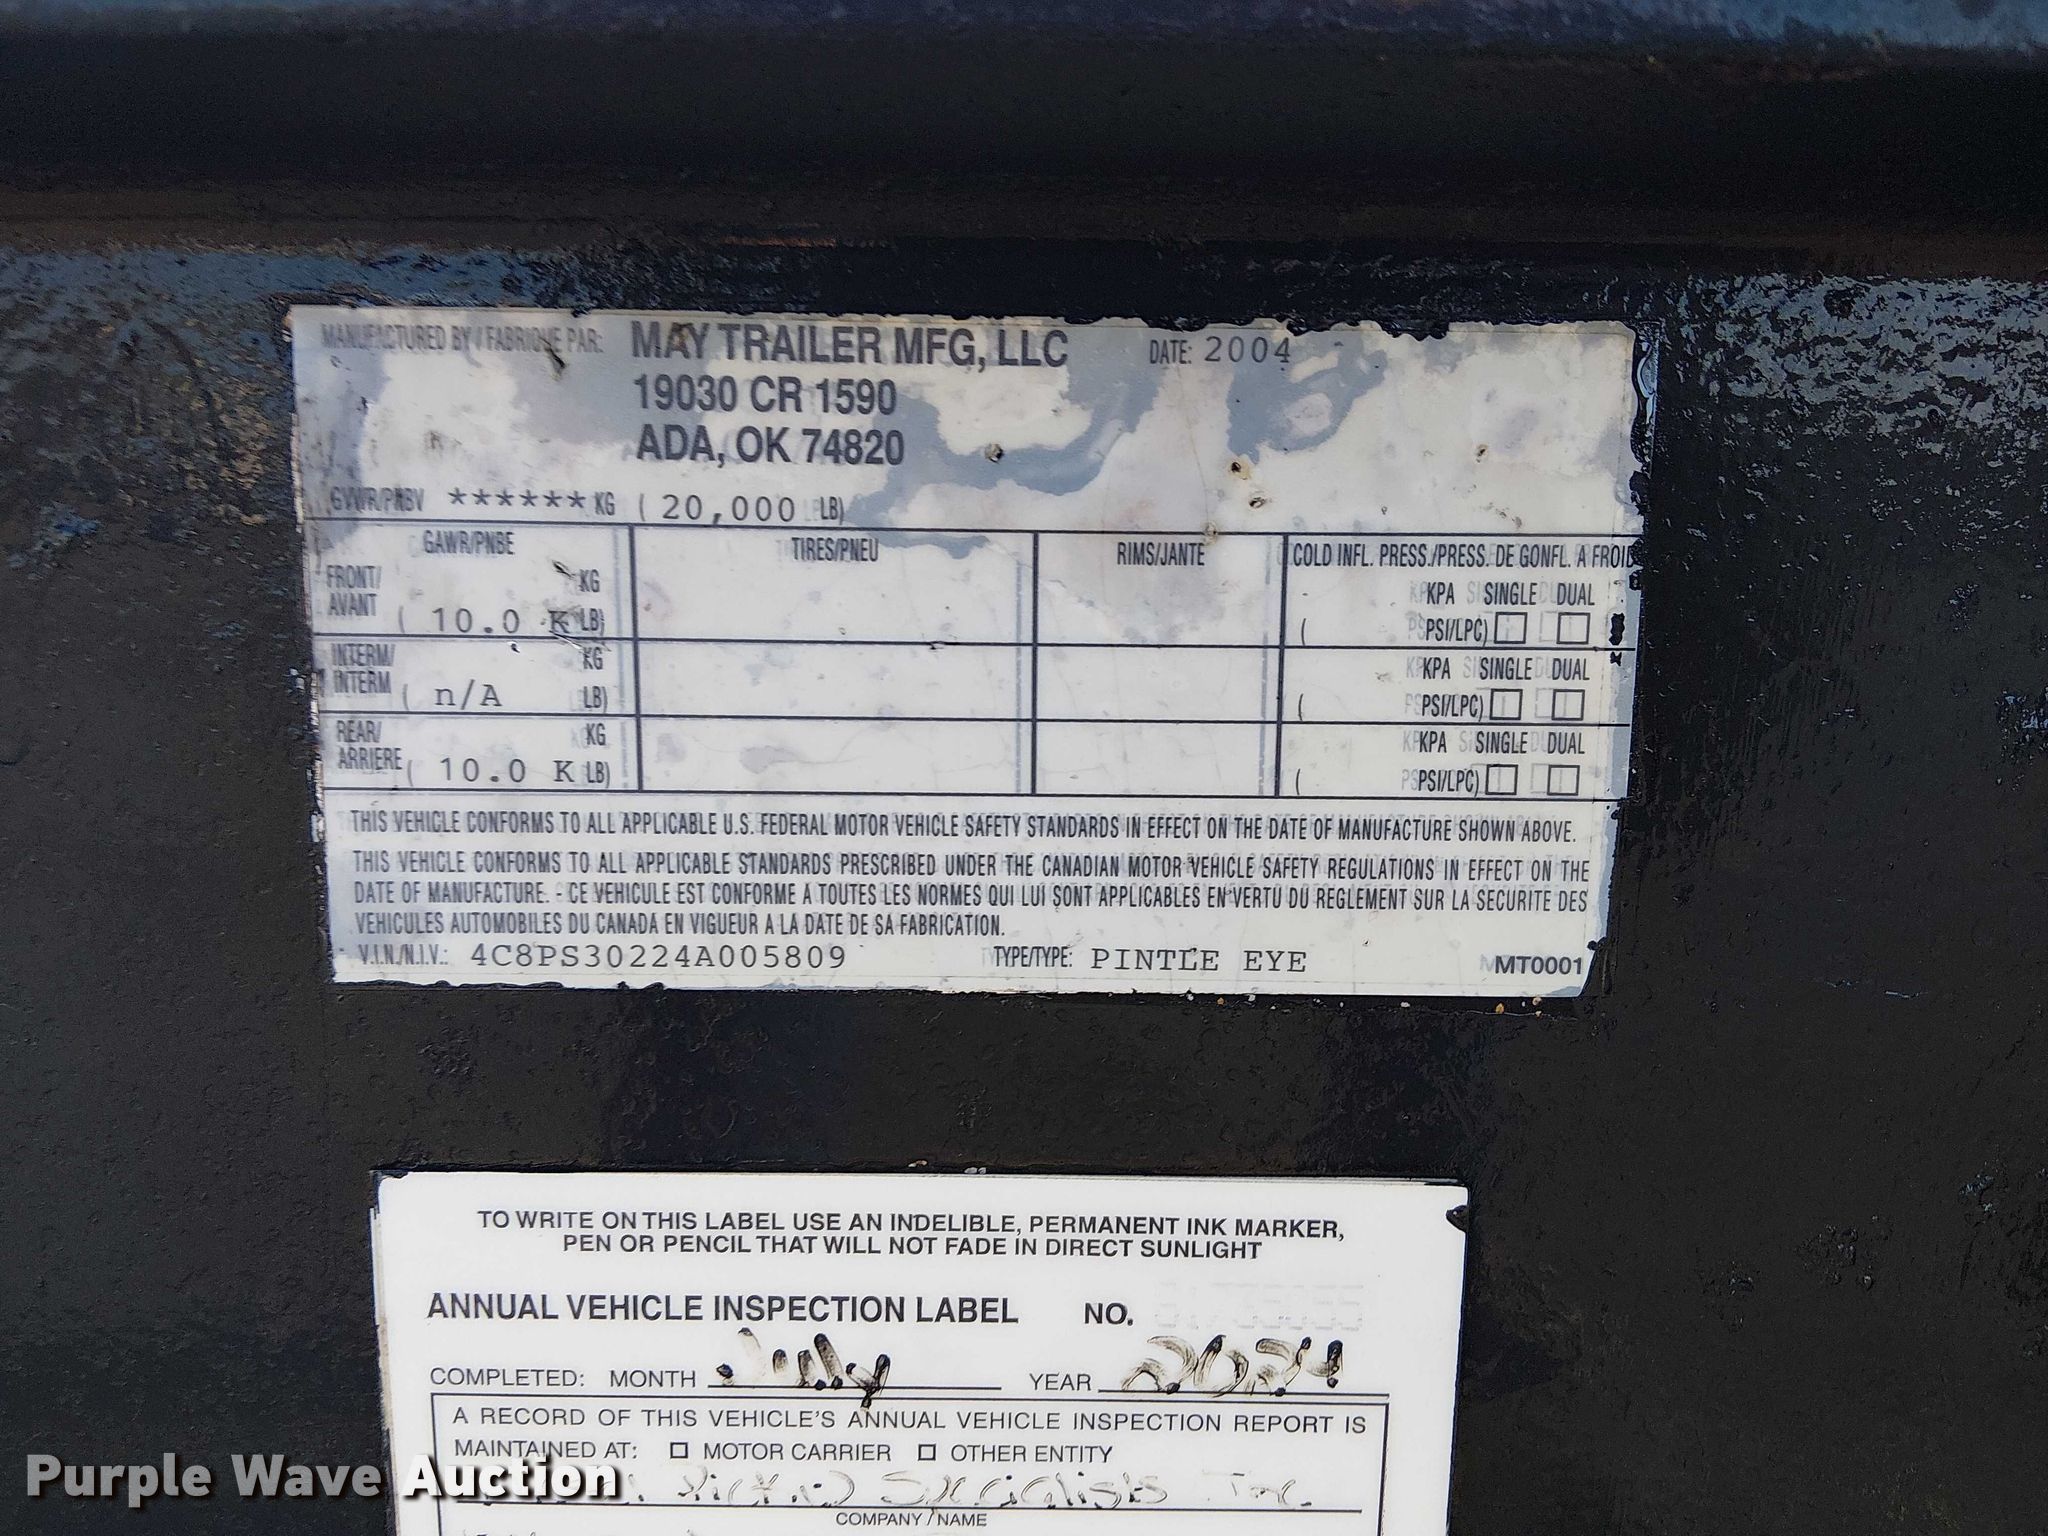 MANUFACTURED BY / FABRIQUE PAR: MAY TRAILER MFG, LLC DATE: 2004
19030 CR 1590
ADA, OK 74820
GVWR/PNBV ****** KG ( 20,000 LB)
GAWR/PNBE TIRES/PNEU RIMS/JANTE COLD INFL. PRESS./PRESS. DE GONFL. A FROID
FRONT/ KG KPA SINGLE DUAL
AVANT ( 10.0 K LB) ( PSI/LPC)
INTERM/ KG KPA SINGLE DUAL
INTERM ( n/A LB) ( PSI/LPC)
REAR/ KG KPA SINGLE DUAL
ARRIERE ( 10.0 K LB) ( PSI/LPC)
THIS VEHICLE CONFORMS TO ALL APPLICABLE U.S. FEDERAL MOTOR VEHICLE SAFETY STANDARDS IN EFFECT ON THE DATE OF MANUFACTURE SHOWN ABOVE.
THIS VEHICLE CONFORMS TO ALL APPLICABLE STANDARDS PRESCRIBED UNDER THE CANADIAN MOTOR VEHICLE SAFETY REGULATIONS IN EFFECT ON THE
DATE OF MANUFACTURE. - CE VEHICULE EST CONFORME A TOUTES LES NORMES QUI LUI SONT APPLICABLES EN VERTU DU REGLEMENT SUR LA SECURITE DES
VEHICULES AUTOMOBILES DU CANADA EN VIGUEUR A LA DATE DE SA FABRICATION.
V.I.N./N.I.V.: 4C8PS30224A005809 TYPE/TYPE: PINTLE EYE MT0001
TO WRITE ON THIS LABEL USE AN INDELIBLE, PERMANENT INK MARKER,
PEN OR PENCIL THAT WILL NOT FADE IN DIRECT SUNLIGHT
ANNUAL VEHICLE INSPECTION LABEL NO.
COMPLETED: MONTH July YEAR 2024
A RECORD OF THIS VEHICLE'S ANNUAL VEHICLE INSPECTION REPORT IS
MAINTAINED AT: MOTOR CARRIER OTHER ENTITY
Specialists Inc.
COMPANY / NAME
Purple Wave Auction